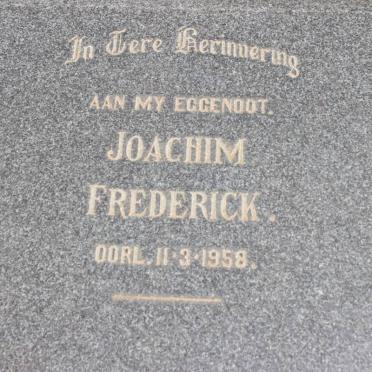 In Tere Herinnering
AAN MY EGGENOOT.
JOACHIM
FREDERICK.
OORL. 11·3·1958.